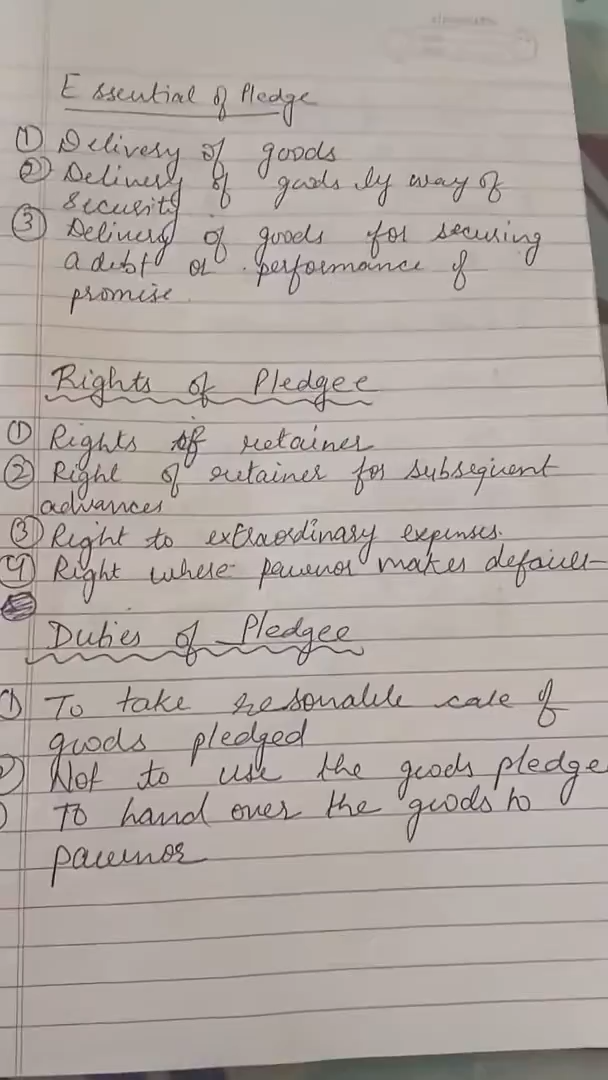 Essential of Pledge
① Delivery of goods
② Delivery of goods by way of
security
③ Delivery of goods for securing
a debt or performance of
promise.
Rights of Pledgee
① Rights of retainer
② Right of retainer for subsequent
advances
③ Right to extraordinary expenses.
④ Right where pawnor makes default
Duties of Pledgee
① To take resonable care of
goods pledged
② Not to use the goods pledge
To hand over the goods to
pawnor